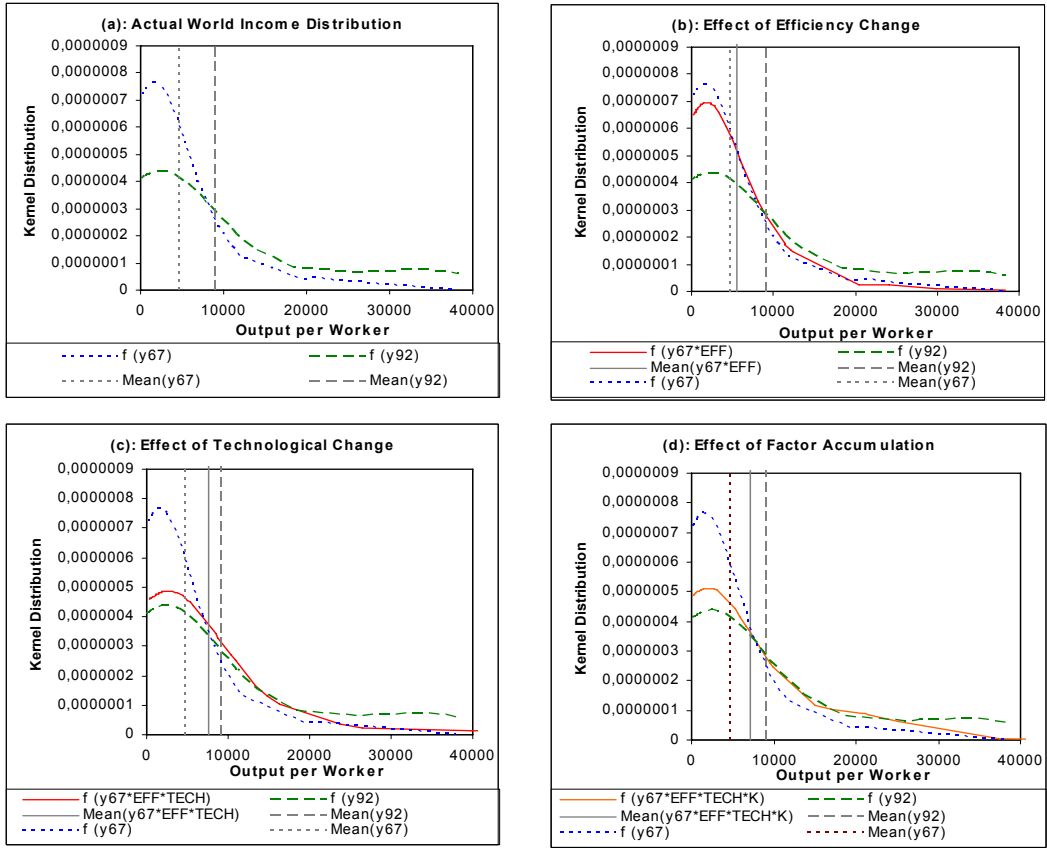 (a): Actual World Income Distribution
0,0000009
0,0000008
0,0000007
0,0000006
0,0000005
0,0000004
0,0000003
0,0000002
0,0000001
0
Kernel Distribution
0 10000 20000 30000 40000
Output per Worker
f (y67) f (y92)
Mean(y67) Mean(y92)
(b): Effect of Efficiency Change
0,0000009
0,0000008
0,0000007
0,0000006
0,0000005
0,0000004
0,0000003
0,0000002
0,0000001
0
Kernel Distribution
0 10000 20000 30000 40000
Output per Worker
f (y67*EFF) f (y92)
Mean(y67*EFF) Mean(y92)
f (y67) Mean(y67)
(c): Effect of Technological Change
0,0000009
0,0000008
0,0000007
0,0000006
0,0000005
0,0000004
0,0000003
0,0000002
0,0000001
0
Kernel Distribution
0 10000 20000 30000 40000
Output per Worker
f (y67*EFF*TECH) f (y92)
Mean(y67*EFF*TECH) Mean(y92)
f (y67) Mean(y67)
(d): Effect of Factor Accumulation
0,0000009
0,0000008
0,0000007
0,0000006
0,0000005
0,0000004
0,0000003
0,0000002
0,0000001
0
Kernel Distribution
0 10000 20000 30000 40000
Output per Worker
f (y67*EFF*TECH*K) f (y92)
Mean(y67*EFF*TECH*K) Mean(y92)
f (y67) Mean(y67)